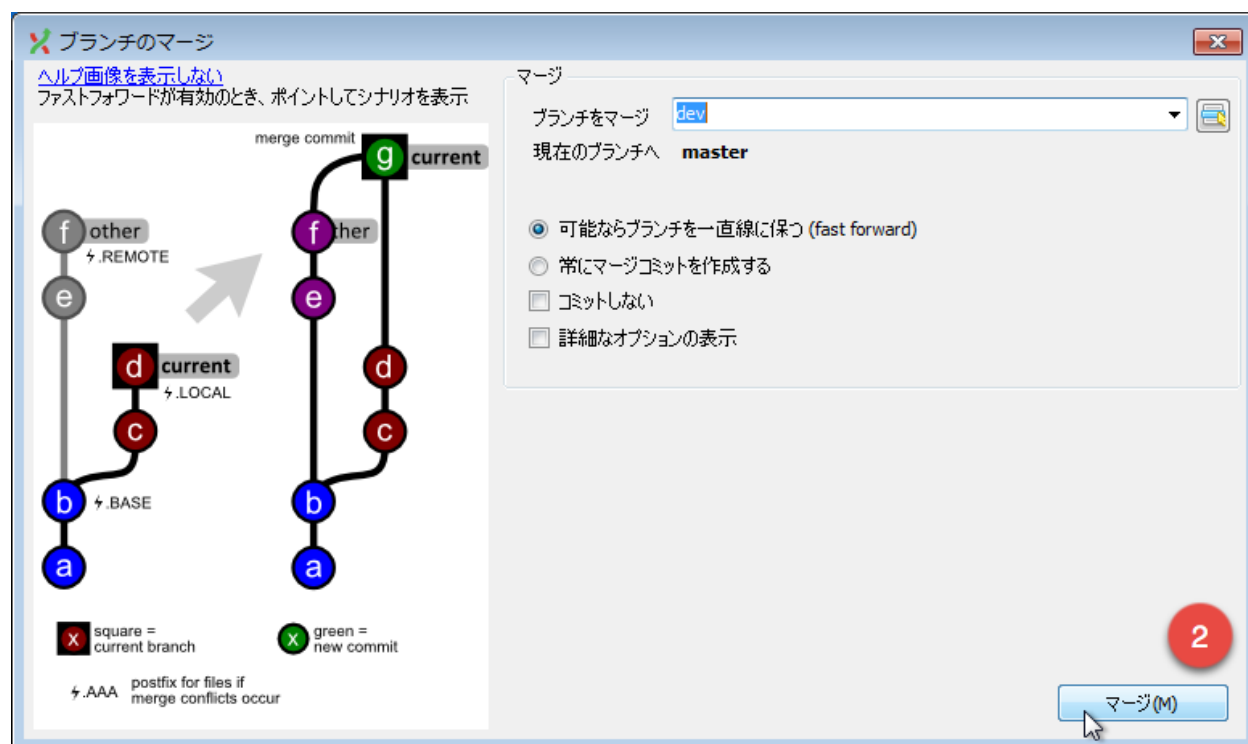 ブランチのマージ
ヘルプ画像を表示しない
ファストフォワードが有効のとき、ポイントしてシナリオを表示
merge commit
g current
f other
⚡.REMOTE
f ther
e
e
d current
⚡.LOCAL
d
c
c
b ⚡.BASE
b
a
a
x square =
current branch
x green =
new commit
⚡.AAA postfix for files if
merge conflicts occur
マージ
ブランチをマージ dev
現在のブランチへ master
可能ならブランチを一直線に保つ (fast forward)
常にマージコミットを作成する
コミットしない
詳細なオプションの表示
2
マージ(M)